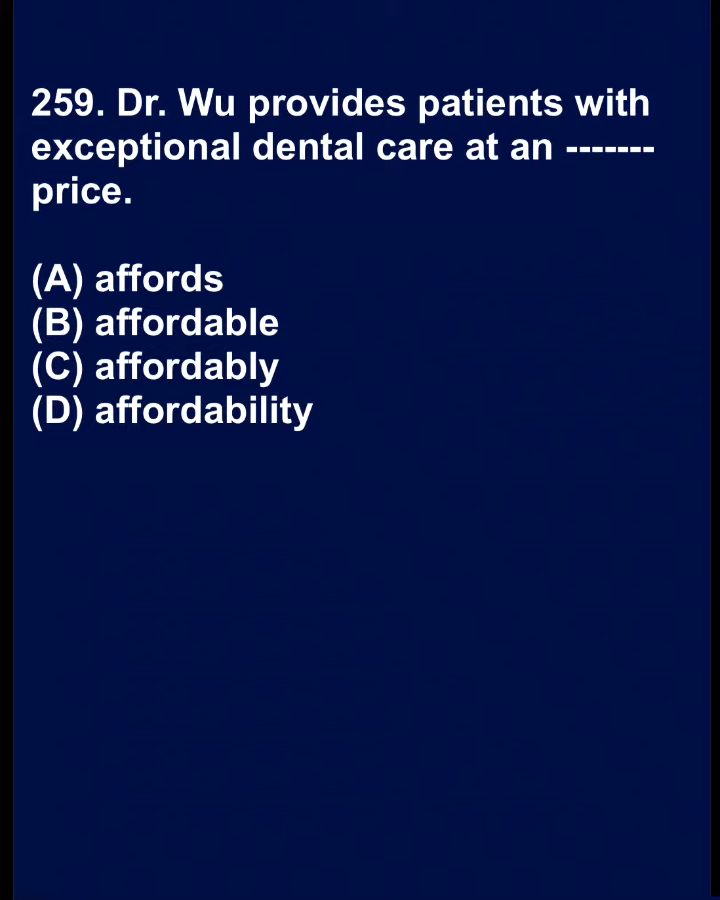 259. Dr. Wu provides patients with
exceptional dental care at an -------
price.
(A) affords
(B) affordable
(C) affordably
(D) affordability